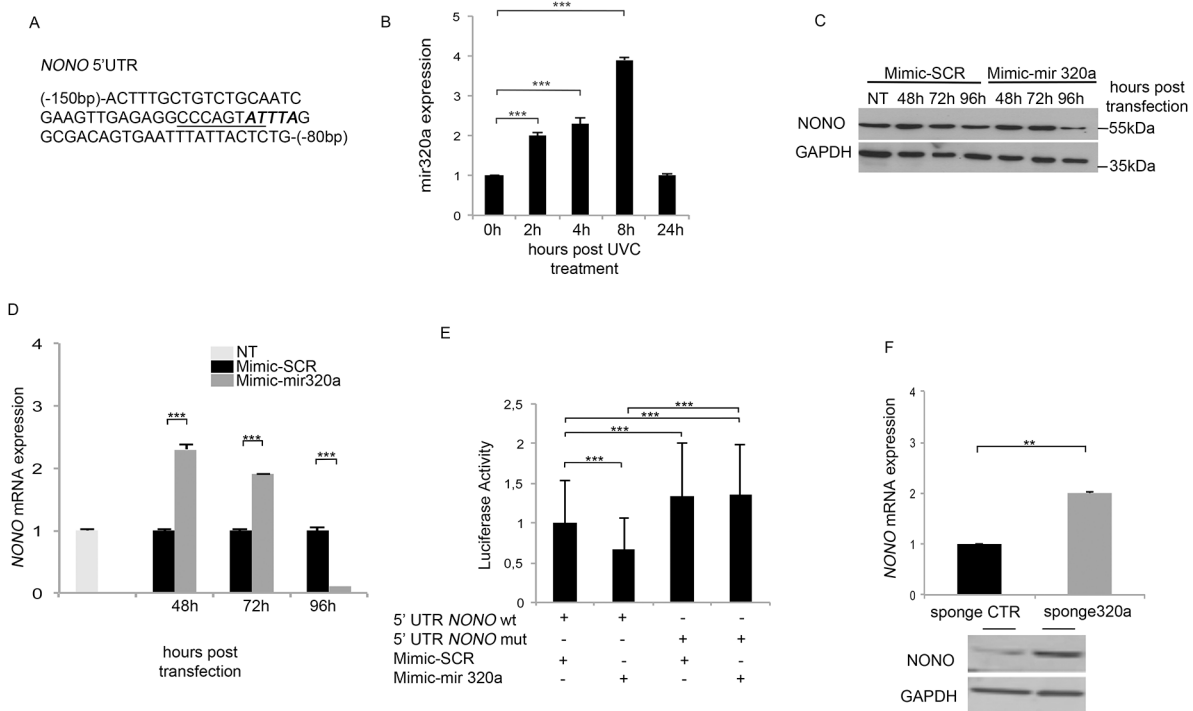 A
NONO 5'UTR
(-150bp)-ACTTTGCTGTCTGCAATC
GAAGTTGAGAGGCCCAGTATTTAG
GCGACAGTGAATTTATTACTCTG-(-80bp)
B
mir320a expression
5
4
3
2
1
0
***
***
***
0h 2h 4h 8h 24h
hours post UVC
treatment
C
Mimic-SCR Mimic-mir 320a
NT 48h 72h 96h 48h 72h 96h
hours post
transfection
NONO
55kDa
GAPDH
35kDa
D
NONO mRNA expression
4
3
2
1
0
NT
Mimic-SCR
Mimic-mir320a
***
***
***
48h 72h 96h
hours post
transfection
E
Luciferase Activity
2,5
2
1,5
1
0,5
0
***
***
***
***
5' UTR NONO wt + + - -
5' UTR NONO mut - - + +
Mimic-SCR + - + -
Mimic-mir 320a - + - +
F
NONO mRNA expression
4
3
2
1
0
**
sponge CTR sponge320a
NONO
GAPDH